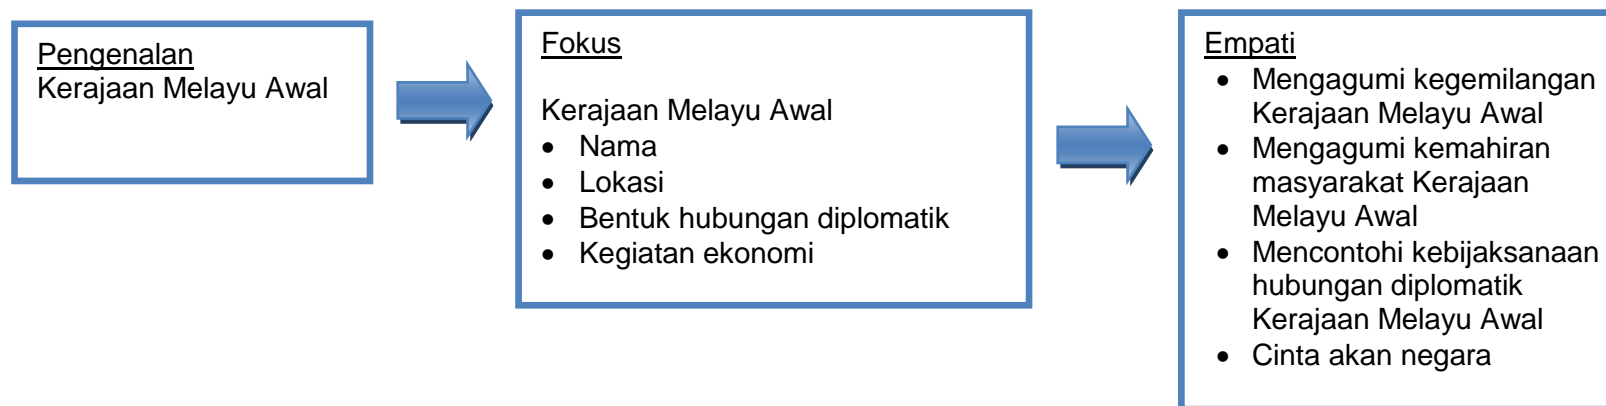 Pengenalan
Kerajaan Melayu Awal
Fokus
Kerajaan Melayu Awal
• Nama
• Lokasi
• Bentuk hubungan diplomatik
• Kegiatan ekonomi
Empati
• Mengagumi kegemilangan
Kerajaan Melayu Awal
• Mengagumi kemahiran
masyarakat Kerajaan
Melayu Awal
• Mencontohi kebijaksanaan
hubungan diplomatik
Kerajaan Melayu Awal
• Cinta akan negara